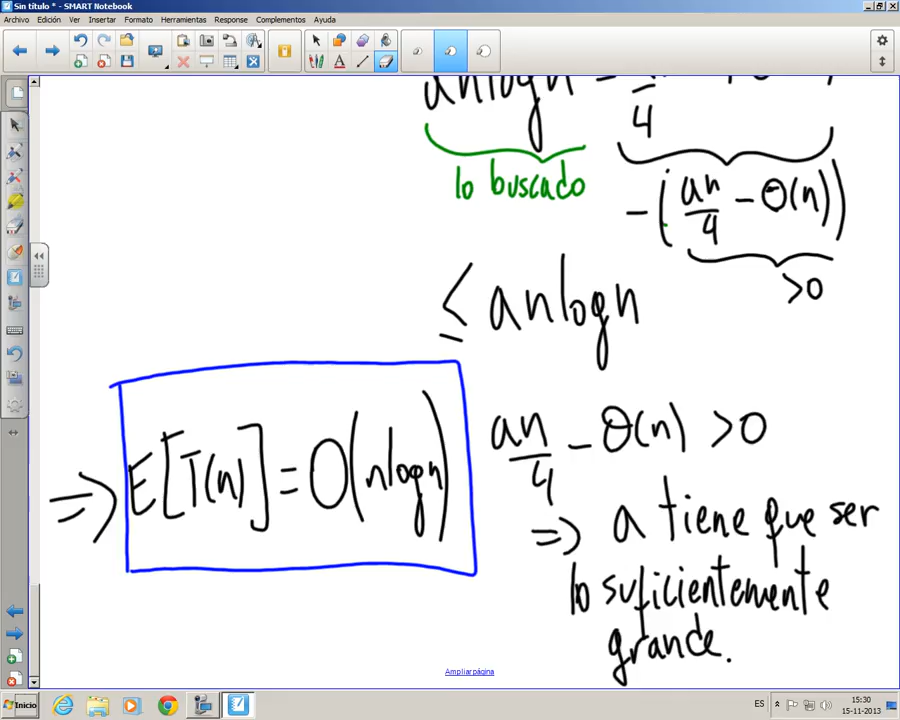 Sin título * - SMART Notebook
Archivo Edición Ver Insertar Formato Herramientas Response Complementos Ayuda
an log n -
4
lo buscado
- ( an/4 - Θ(n) )
>0
≤ an log n
⇒ E[T(n)] = O(n log n)
an/4 - Θ(n) >0
⇒ a tiene que ser
lo suficientemente
grande.
Ampliar página
Inicio
ES
15:30
15-11-2013